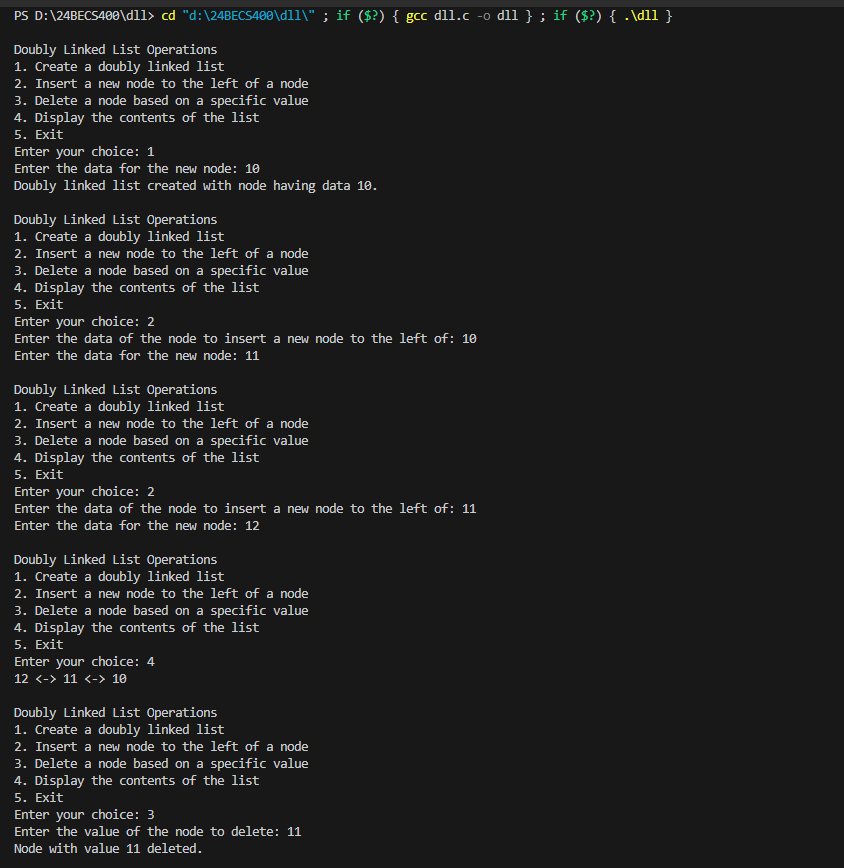 PS D:\24BECS400\dll> cd "d:\24BECS400\dll\" ; if ($?) { gcc dll.c -o dll } ; if ($?) { .\dll }

Doubly Linked List Operations
1. Create a doubly linked list
2. Insert a new node to the left of a node
3. Delete a node based on a specific value
4. Display the contents of the list
5. Exit
Enter your choice: 1
Enter the data for the new node: 10
Doubly linked list created with node having data 10.

Doubly Linked List Operations
1. Create a doubly linked list
2. Insert a new node to the left of a node
3. Delete a node based on a specific value
4. Display the contents of the list
5. Exit
Enter your choice: 2
Enter the data of the node to insert a new node to the left of: 10
Enter the data for the new node: 11

Doubly Linked List Operations
1. Create a doubly linked list
2. Insert a new node to the left of a node
3. Delete a node based on a specific value
4. Display the contents of the list
5. Exit
Enter your choice: 2
Enter the data of the node to insert a new node to the left of: 11
Enter the data for the new node: 12

Doubly Linked List Operations
1. Create a doubly linked list
2. Insert a new node to the left of a node
3. Delete a node based on a specific value
4. Display the contents of the list
5. Exit
Enter your choice: 4
12 <-> 11 <-> 10

Doubly Linked List Operations
1. Create a doubly linked list
2. Insert a new node to the left of a node
3. Delete a node based on a specific value
4. Display the contents of the list
5. Exit
Enter your choice: 3
Enter the value of the node to delete: 11
Node with value 11 deleted.